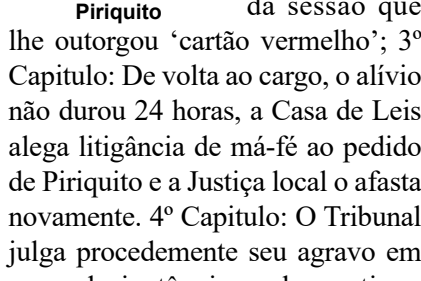 Piriquito
da sessão que
lhe outorgou ‘cartão vermelho’; 3º
Capitulo: De volta ao cargo, o alívio
não durou 24 horas, a Casa de Leis
alega litigância de má-fé ao pedido
de Piriquito e a Justiça local o afasta
novamente. 4º Capitulo: O Tribunal
julga procedemente seu agravo em